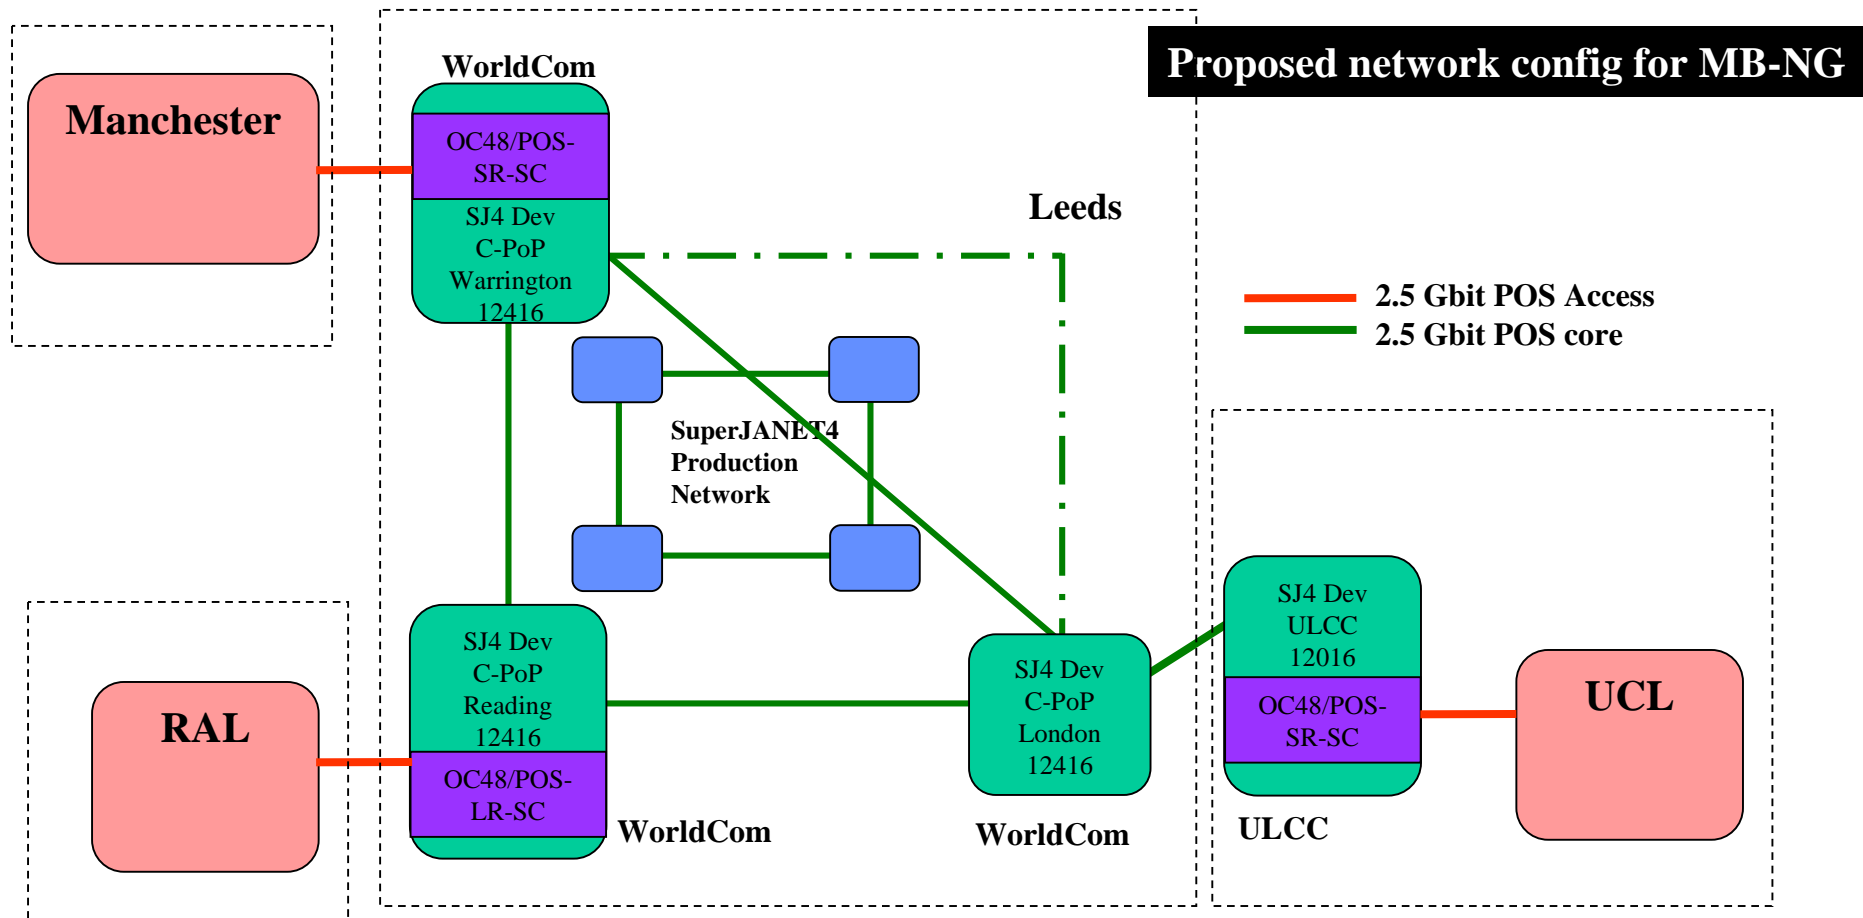 Proposed network config for MB-NG
WorldCom
Manchester
OC48/POS-
SR-SC
SJ4 Dev
C-PoP
Warrington
12416
Leeds
2.5 Gbit POS Access
2.5 Gbit POS core
SuperJANET4
Production
Network
SJ4 Dev
C-PoP
Reading
12416
OC48/POS-
LR-SC
WorldCom
RAL
SJ4 Dev
C-PoP
London
12416
WorldCom
SJ4 Dev
ULCC
12016
OC48/POS-
SR-SC
ULCC
UCL